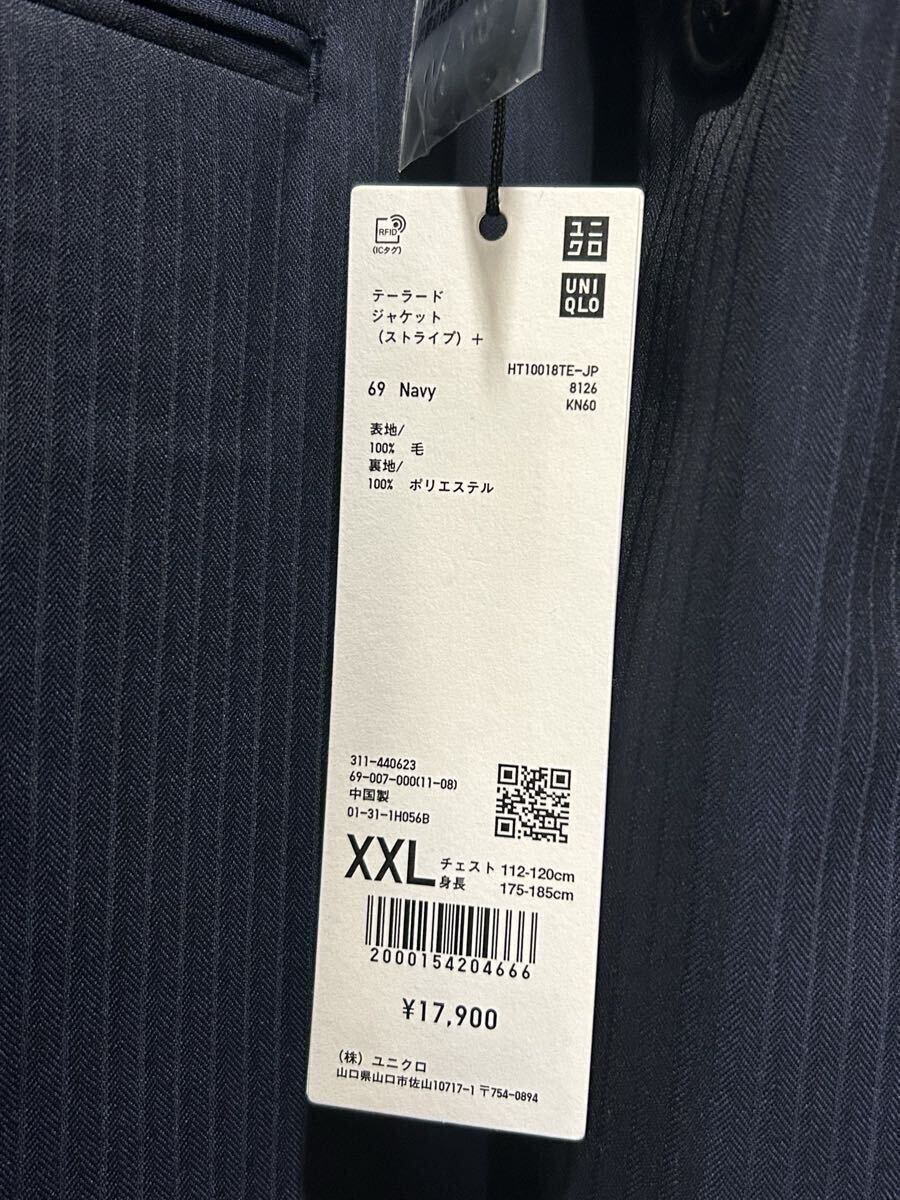 RFID
(ICタグ)
ユニ
クロ
UNI
QLO
テーラード
ジャケット
（ストライプ）+
HT10018TE-JP
8126
KN60
69 Navy
表地/
100% 毛
裏地/
100% ポリエステル
311-440623
69-007-000(11-08)
中国製
01-31-1H056B
XXL チェスト 112-120cm
身長 175-185cm
2000154204666
¥17,900
（株）ユニクロ
山口県山口市佐山10717-1 〒754-0894